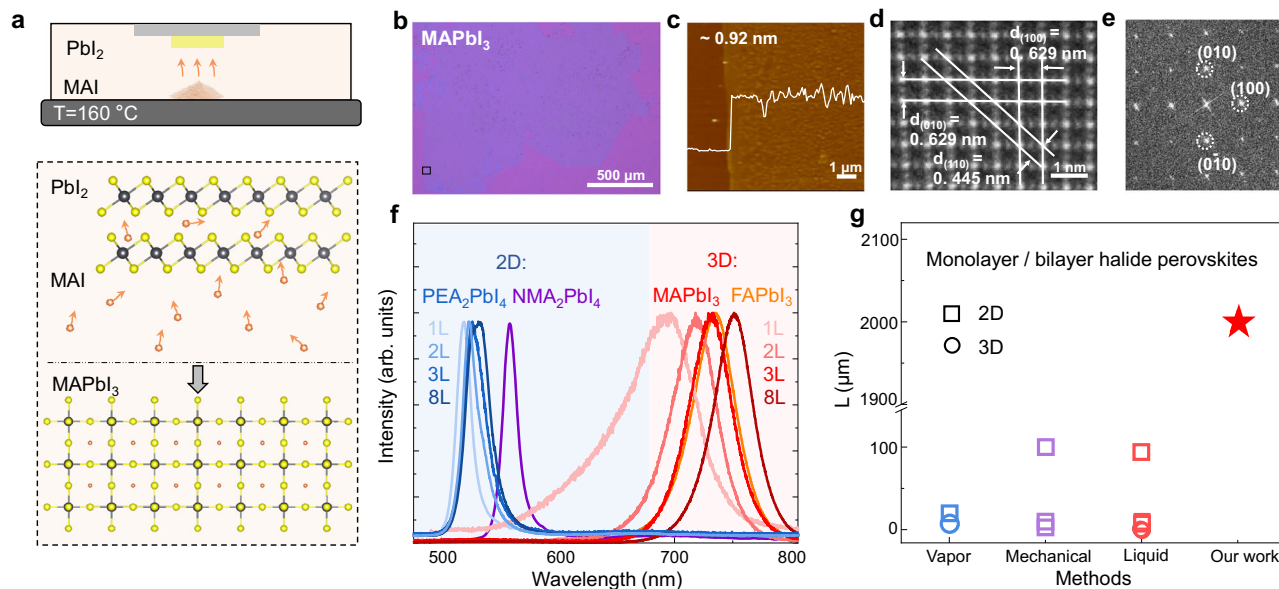 a
PbI2
MAI
T=160 °C
PbI2
MAI
MAPbI3
b
MAPbI3
500 μm
c
~ 0.92 nm
1 μm
d
d(100) =
0. 629 nm
d(010) =
0. 629 nm
d(110) =
0. 445 nm
1 nm
e
(010)
(100)
(01̄0)
f
2D:
3D:
PEA2PbI4
NMA2PbI4
MAPbI3
FAPbI3
1L
2L
3L
8L
1L
2L
3L
8L
Intensity (arb. units)
500
600
700
800
Wavelength (nm)
g
Monolayer / bilayer halide perovskites
2D
3D
L (μm)
2100
2000
1900
100
0
Vapor
Mechanical
Liquid
Our work
Methods